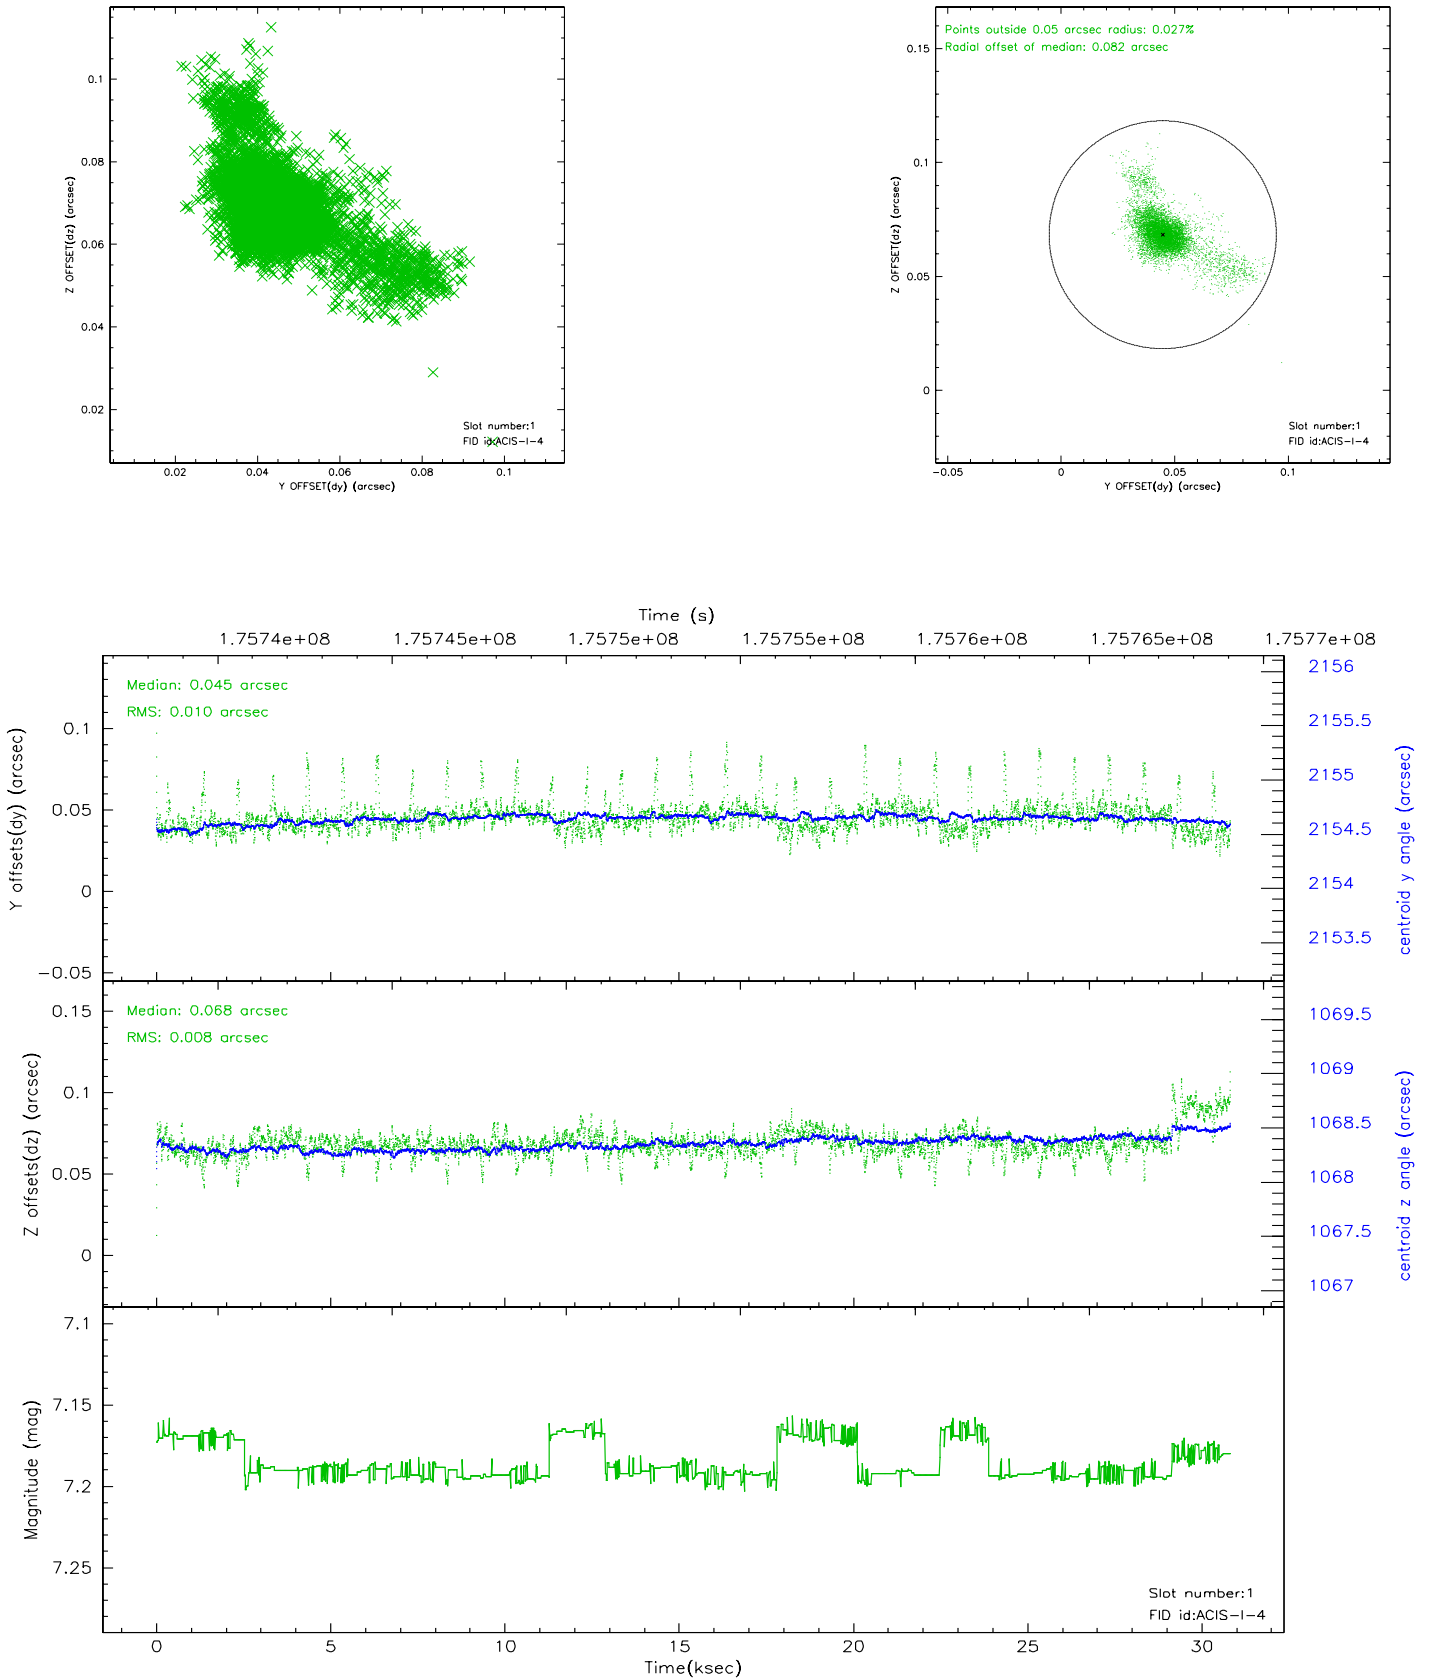 0.1
0.08
0.06
0.04
0.02
Z OFFSET(dz) (arcsec)
0.02 0.04 0.06 0.08 0.1
Y OFFSET(dy) (arcsec)
Slot number:1
FID id:ACIS-I-4
Points outside 0.05 arcsec radius: 0.027%
Radial offset of median: 0.082 arcsec
0.15
0.1
0.05
0
Z OFFSET(dz) (arcsec)
-0.05 0 0.05 0.1
Y OFFSET(dy) (arcsec)
Slot number:1
FID id:ACIS-I-4
Time (s)
1.7574e+08 1.75745e+08 1.7575e+08 1.75755e+08 1.7576e+08 1.75765e+08 1.7577e+08
Median: 0.045 arcsec
RMS: 0.010 arcsec
0.1
0.05
0
-0.05
Y offsets(dy) (arcsec)
2156
2155.5
2155
2154.5
2154
2153.5
centroid y angle (arcsec)
Median: 0.068 arcsec
RMS: 0.008 arcsec
0.15
0.1
0.05
0
Z offsets(dz) (arcsec)
1069.5
1069
1068.5
1068
1067.5
1067
centroid z angle (arcsec)
7.1
7.15
7.2
7.25
Magnitude (mag)
Slot number:1
FID id:ACIS-I-4
0 5 10 15 20 25 30
Time(ksec)